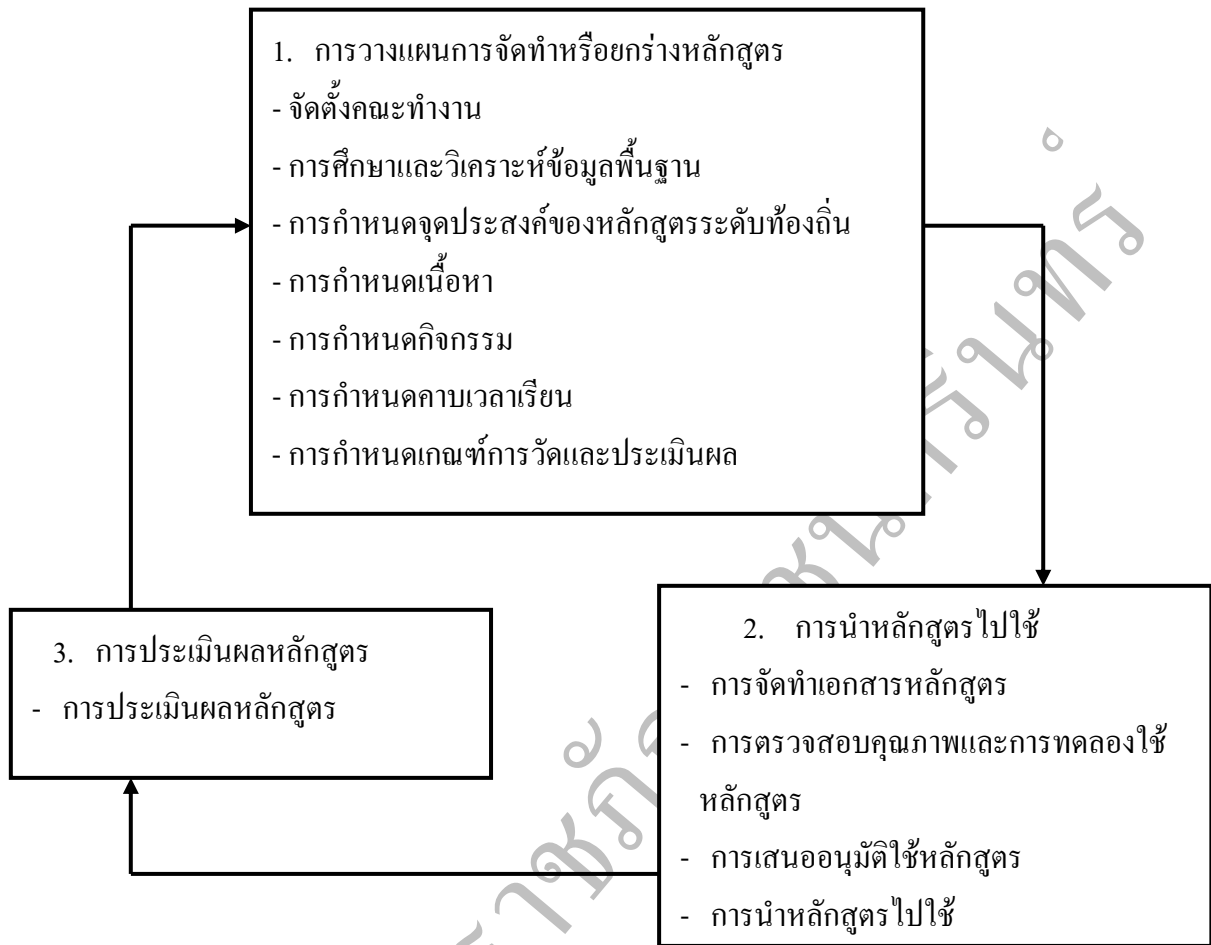 1. การวางแผนการจัดทำหรือยกร่างหลักสูตร
- จัดตั้งคณะทำงาน
- การศึกษาและวิเคราะห์ข้อมูลพื้นฐาน
- การกำหนดจุดประสงค์ของหลักสูตรระดับท้องถิ่น
- การกำหนดเนื้อหา
- การกำหนดกิจกรรม
- การกำหนดคาบเวลาเรียน
- การกำหนดเกณฑ์การวัดและประเมินผล
2. การนำหลักสูตรไปใช้
- การจัดทำเอกสารหลักสูตร
- การตรวจสอบคุณภาพและการทดลองใช้
หลักสูตร
- การเสนออนุมัติใช้หลักสูตร
- การนำหลักสูตรไปใช้
3. การประเมินผลหลักสูตร
- การประเมินผลหลักสูตร